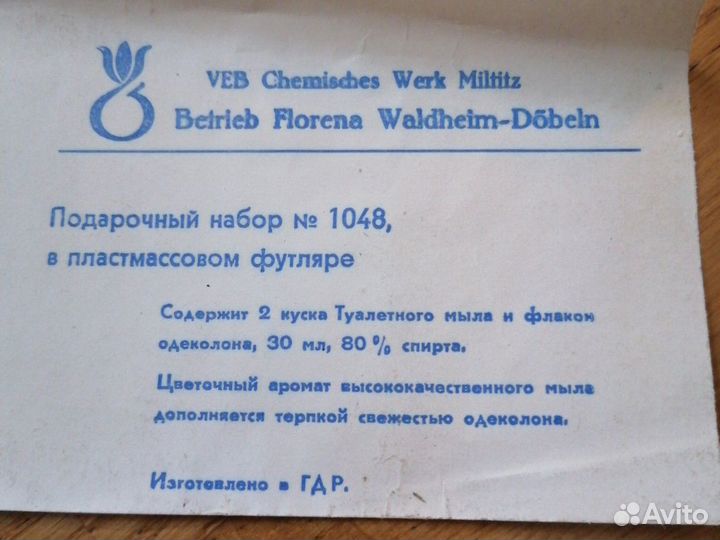 VEB Chemisches Werk Miltitz
Betrieb Florena Waldheim-Döbeln
Подарочный набор № 1048,
в пластмассовом футляре
Содержит 2 куска Туалетного мыла и флакон
одеколона, 30 мл, 80% спирта.
Цветочный аромат высококачественного мыла
дополняется терпкой свежестью одеколона.
Изготовлено в ГДР.
Avito